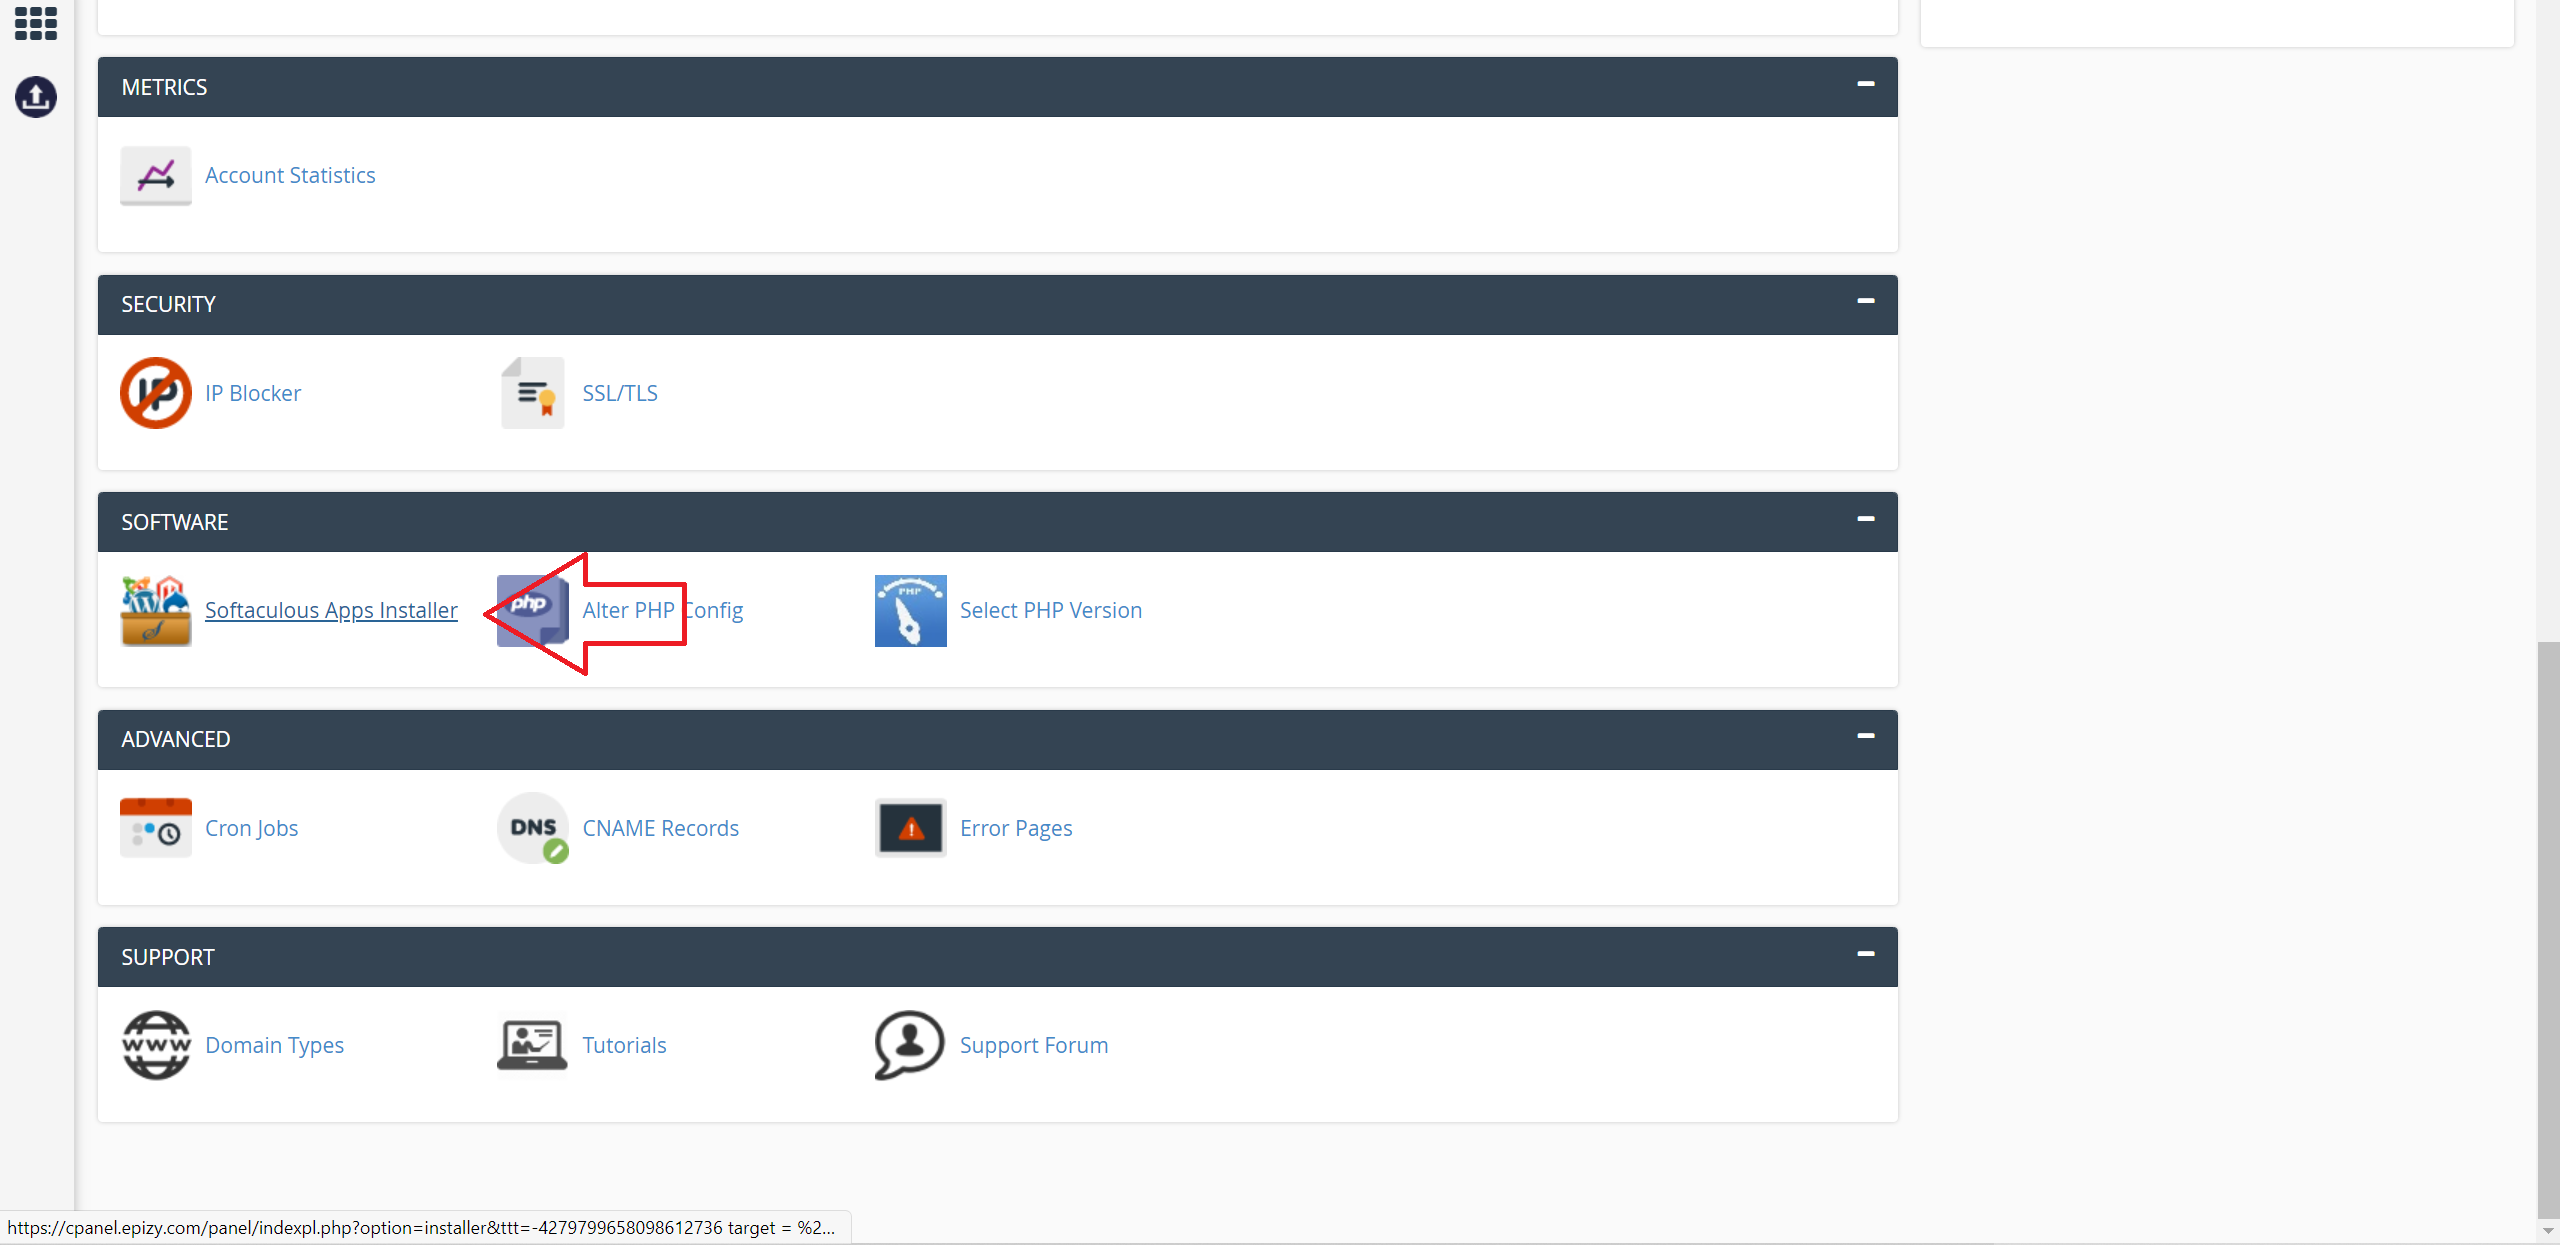 METRICS
Account Statistics
SECURITY
IP
IP Blocker
SSL/TLS
SOFTWARE
Softaculous Apps Installer
php
Alter PHP Config
PHP
Select PHP Version
ADVANCED
Cron Jobs
DNS
CNAME Records
Error Pages
SUPPORT
www
Domain Types
Tutorials
Support Forum
https://cpanel.epizy.com/panel/indexpl.php?option=installer&ttt=-4279799658098612736 target = %2...